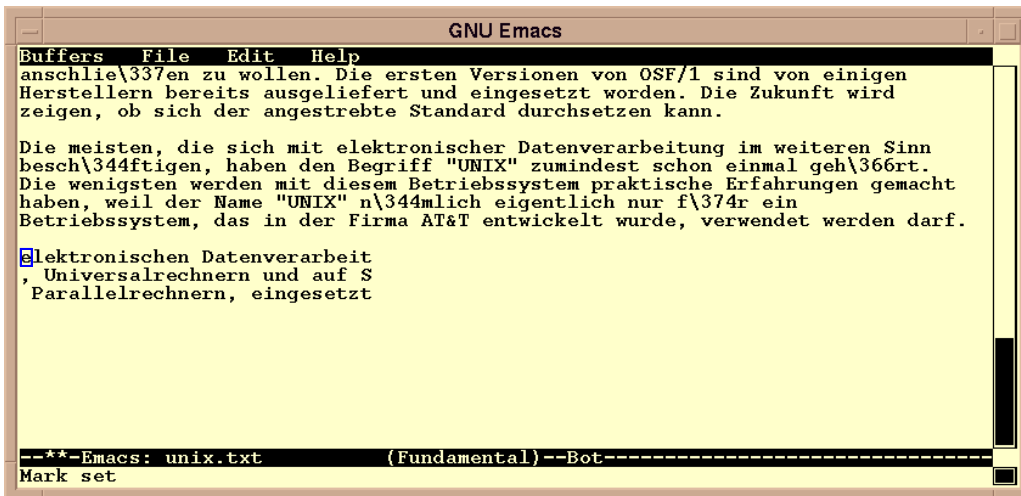 GNU Emacs
Buffers File Edit Help
anschlie\337en zu wollen. Die ersten Versionen von OSF/1 sind von einigen
Herstellern bereits ausgeliefert und eingesetzt worden. Die Zukunft wird
zeigen, ob sich der angestrebte Standard durchsetzen kann.
Die meisten, die sich mit elektronischer Datenverarbeitung im weiteren Sinn
besch\344ftigen, haben den Begriff "UNIX" zumindest schon einmal geh\366rt.
Die wenigsten werden mit diesem Betriebssystem praktische Erfahrungen gemacht
haben, weil der Name "UNIX" n\344mlich eigentlich nur f\374r ein
Betriebssystem, das in der Firma AT&T entwickelt wurde, verwendet werden darf.
elektronischen Datenverarbeit
, Universalrechnern und auf S
Parallelrechnern, eingesetzt
--**-Emacs: unix.txt (Fundamental)--Bot--------------------------------
Mark set